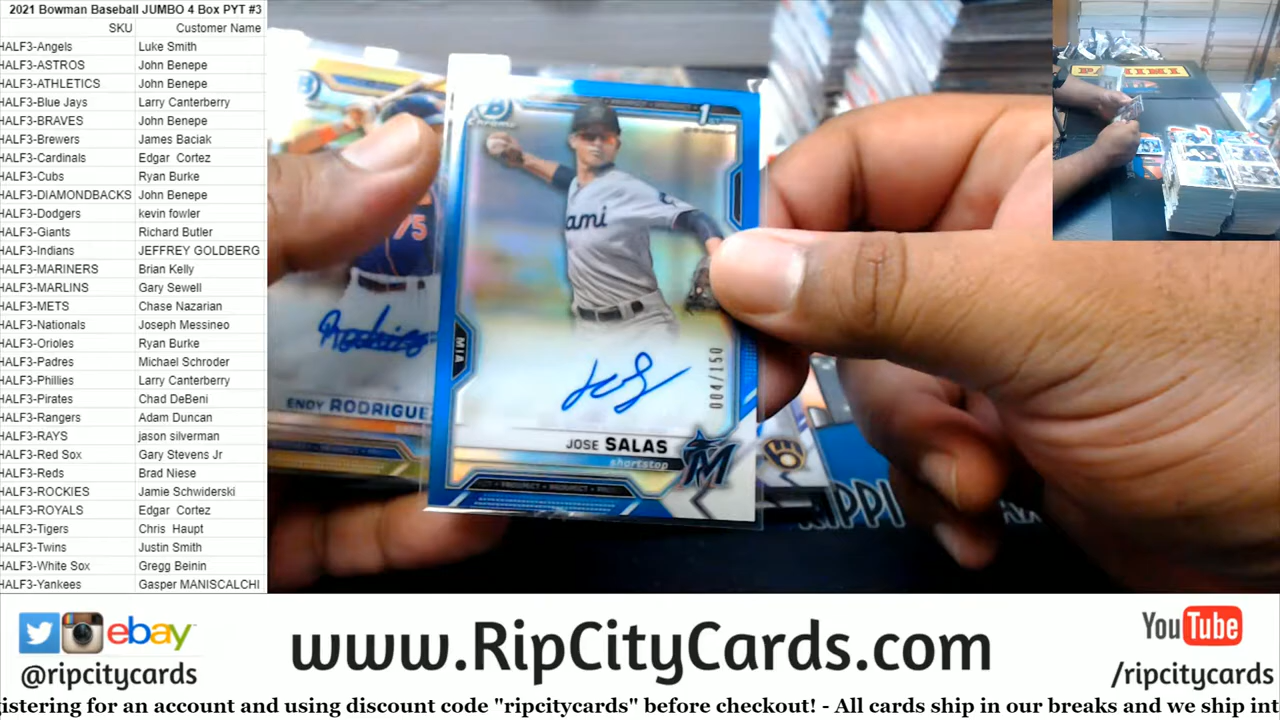 2021 Bowman Baseball JUMBO 4 Box PYT #3
SKU Customer Name
HALF3-Angels Luke Smith
HALF3-ASTROS John Benepe
HALF3-ATHLETICS John Benepe
HALF3-Blue Jays Larry Canterberry
HALF3-BRAVES John Benepe
HALF3-Brewers James Baciak
HALF3-Cardinals Edgar Cortez
HALF3-Cubs Ryan Burke
HALF3-DIAMONDBACKS John Benepe
HALF3-Dodgers kevin fowler
HALF3-Giants Richard Butler
HALF3-Indians JEFFREY GOLDBERG
HALF3-MARINERS Brian Kelly
HALF3-MARLINS Gary Sewell
HALF3-METS Chase Nazarian
HALF3-Nationals Joseph Messineo
HALF3-Orioles Ryan Burke
HALF3-Padres Michael Schroder
HALF3-Phillies Larry Canterberry
HALF3-Pirates Chad DeBeni
HALF3-Rangers Adam Duncan
HALF3-RAYS jason silverman
HALF3-Red Sox Gary Stevens Jr
HALF3-Reds Brad Niese
HALF3-ROCKIES Jamie Schwiderski
HALF3-ROYALS Edgar Cortez
HALF3-Tigers Chris Haupt
HALF3-Twins Justin Smith
HALF3-White Sox Gregg Beinin
HALF3-Yankees Gasper MANISCALCHI
B
Chrome
1ST
ami
MIA
004/150
JOSE SALAS
shortstop
M
75
ENDY RODRIGUE
PANINI
ebay
@ripcitycards
www.RipCityCards.com
YouTube
/ripcitycards
istering for an account and using discount code "ripcitycards" before checkout! - All cards ship in our breaks and we ship int